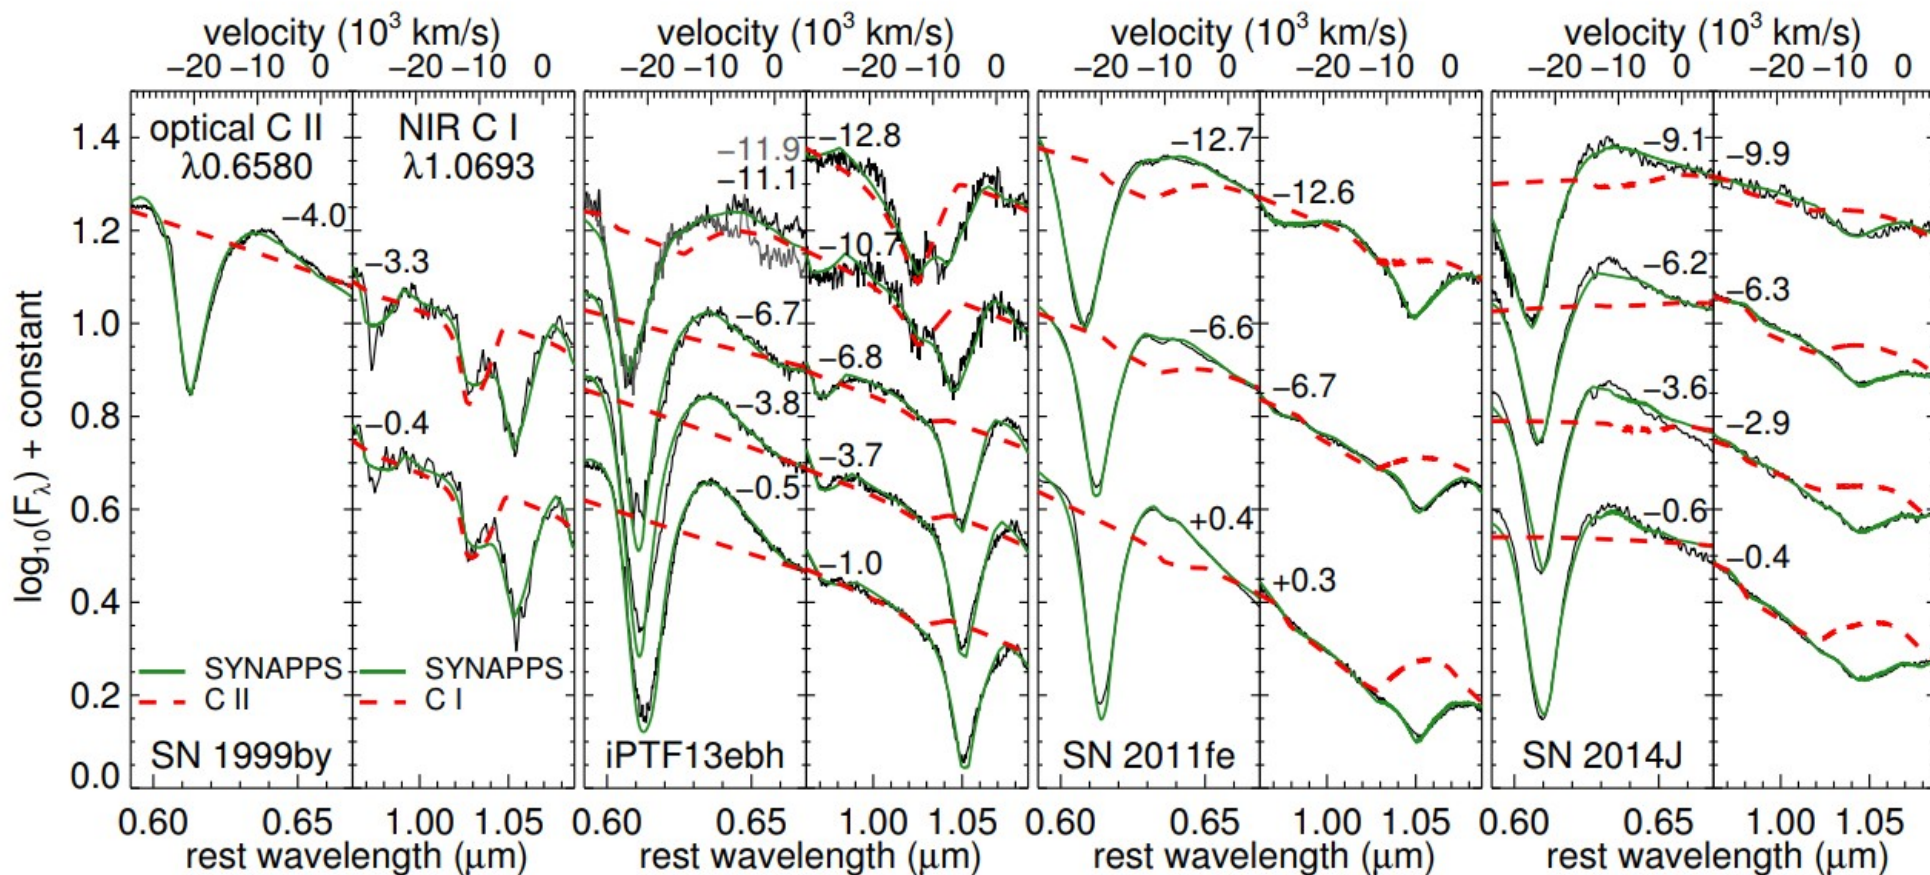 velocity (10³ km/s) velocity (10³ km/s) velocity (10³ km/s) velocity (10³ km/s)
−20 −10 0 −20 −10 0 −20 −10 0 −20 −10 0 −20 −10 0 −20 −10 0 −20 −10 0 −20 −10 0
log₁₀(Fλ) + constant
1.4
1.2
1.0
0.8
0.6
0.4
0.2
0.0
optical C II
λ0.6580
−4.0
SYNAPPS
C II
SN 1999by
NIR C I
λ1.0693
−3.3
−0.4
SYNAPPS
C I
−11.9
−11.1
−6.7
−3.8
−0.5
iPTF13ebh
−12.8
−10.7
−6.8
−3.7
−1.0
−12.7
−6.6
+0.4
SN 2011fe
−12.6
−6.7
+0.3
−9.1
−6.2
−3.6
−0.6
SN 2014J
−9.9
−6.3
−2.9
−0.4
0.60 0.65 1.00 1.05 0.60 0.65 1.00 1.05 0.60 0.65 1.00 1.05 0.60 0.65 1.00 1.05
rest wavelength (μm) rest wavelength (μm) rest wavelength (μm) rest wavelength (μm)